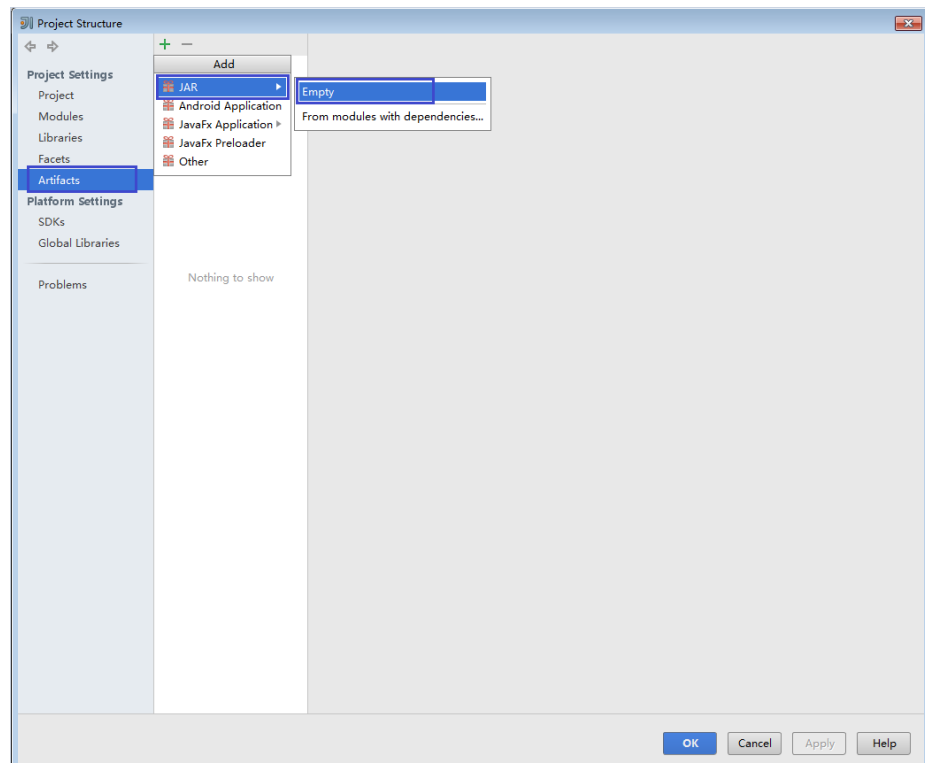 Project Structure
Project Settings
Project
Modules
Libraries
Facets
Artifacts
Platform Settings
SDKs
Global Libraries
Problems
Add
JAR
Android Application
JavaFx Application
JavaFx Preloader
Other
Empty
From modules with dependencies...
Nothing to show
OK
Cancel
Apply
Help